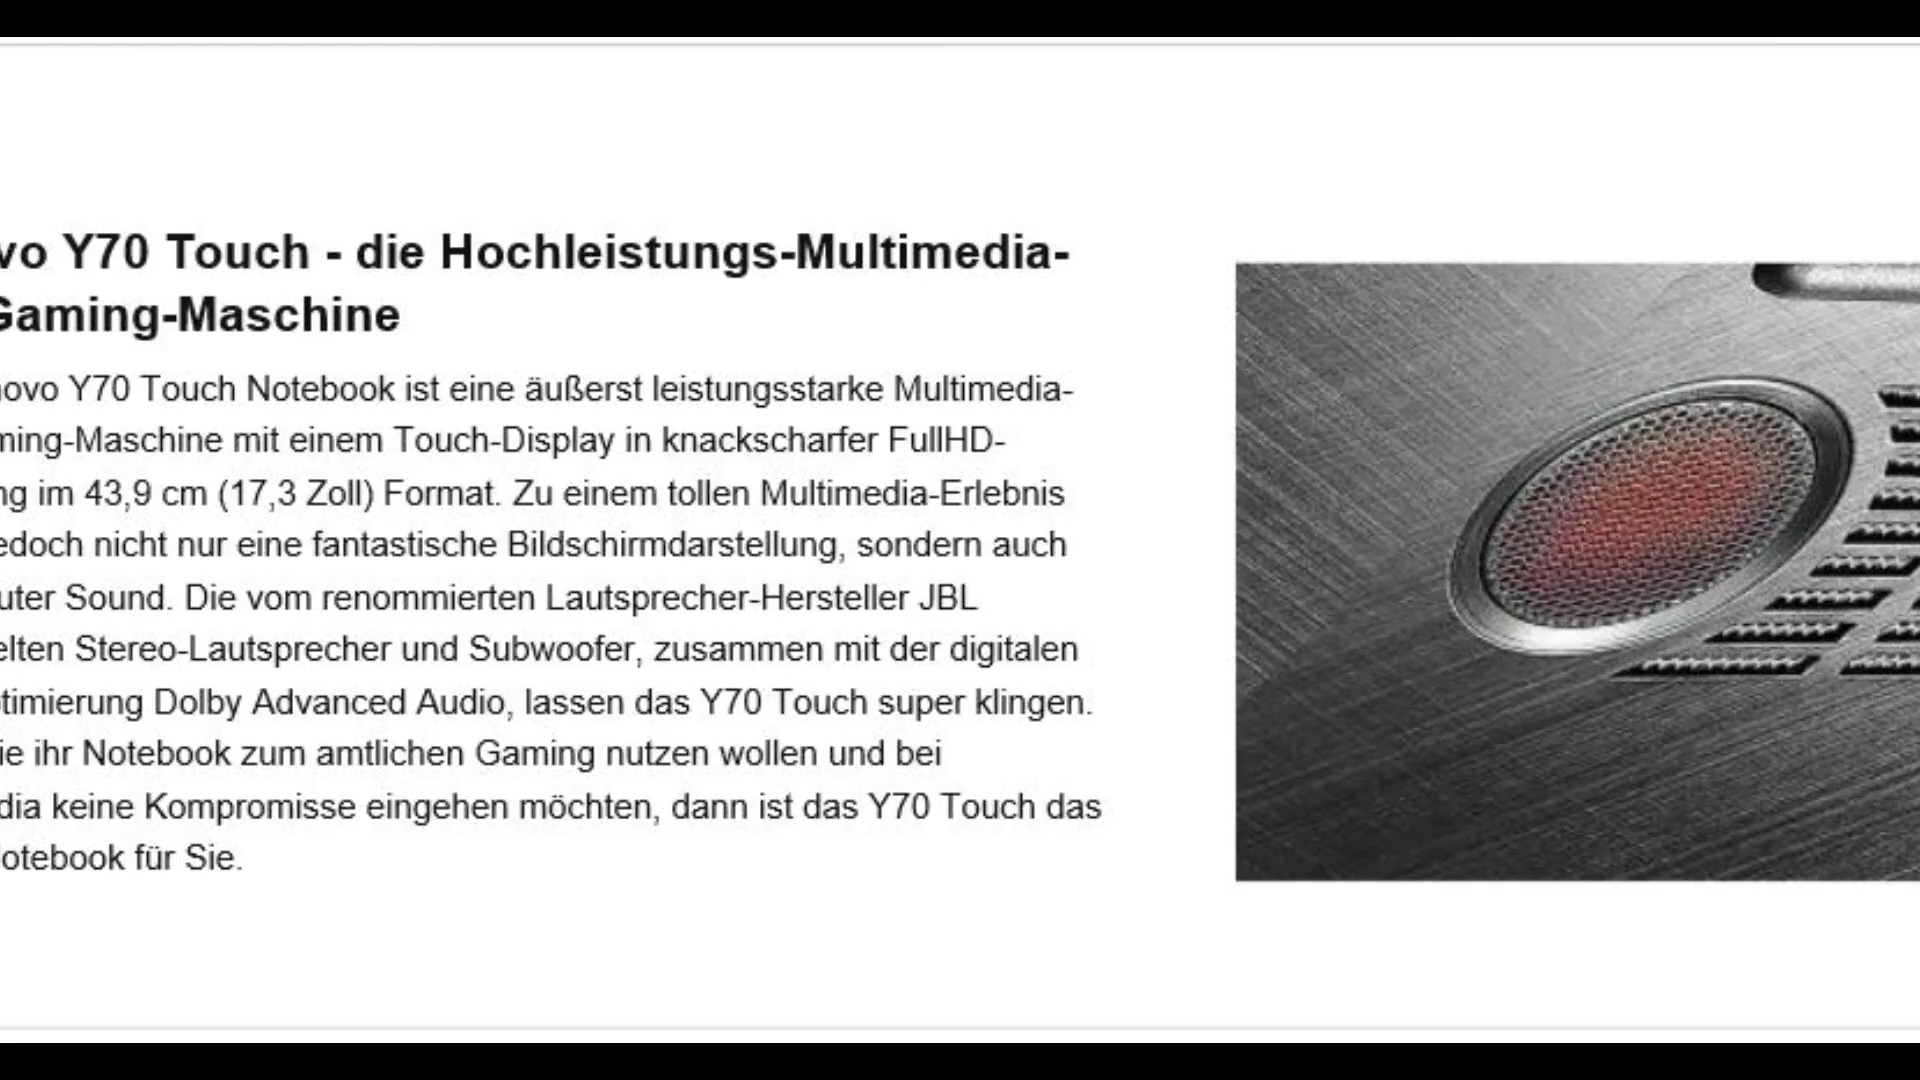 vo Y70 Touch - die Hochleistungs-Multimedia-
Gaming-Maschine
novo Y70 Touch Notebook ist eine äußerst leistungsstarke Multimedia-
ming-Maschine mit einem Touch-Display in knackscharfer FullHD-
ng im 43,9 cm (17,3 Zoll) Format. Zu einem tollen Multimedia-Erlebnis
edoch nicht nur eine fantastische Bildschirmdarstellung, sondern auch
uter Sound. Die vom renommierten Lautsprecher-Hersteller JBL
elten Stereo-Lautsprecher und Subwoofer, zusammen mit der digitalen
timierung Dolby Advanced Audio, lassen das Y70 Touch super klingen.
ie ihr Notebook zum amtlichen Gaming nutzen wollen und bei
dia keine Kompromisse eingehen möchten, dann ist das Y70 Touch das
otebook für Sie.